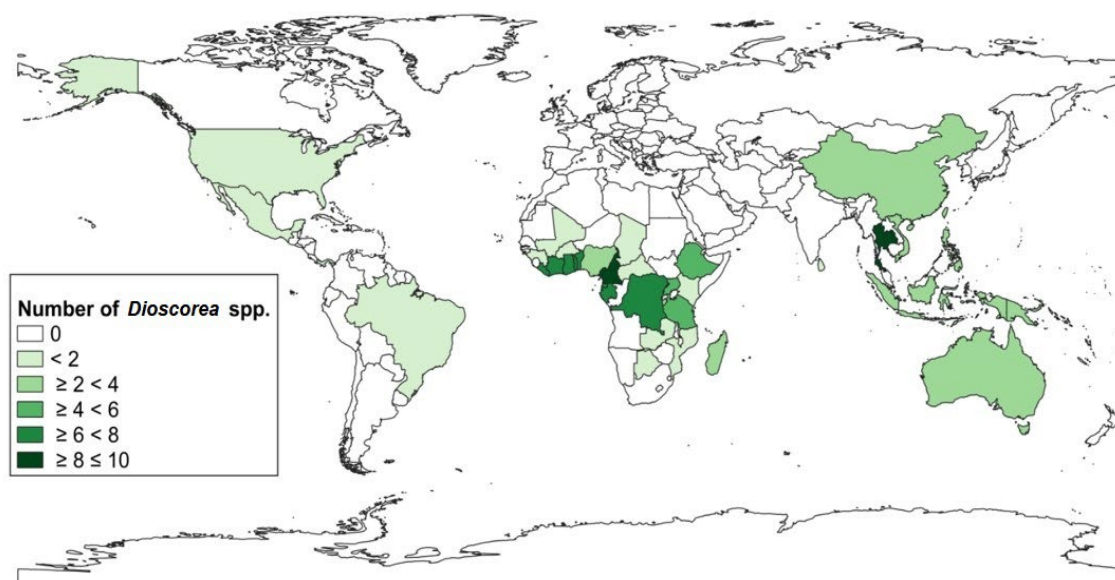 Number of Dioscorea spp.
0
< 2
≥ 2 < 4
≥ 4 < 6
≥ 6 < 8
≥ 8 ≤ 10